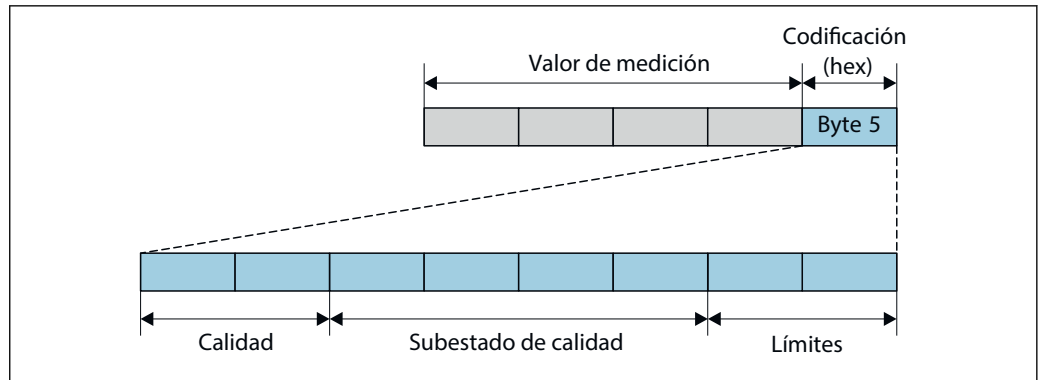 Codificación
Valor de medición
(hex)
Byte 5
Calidad
Subestado de calidad
Límites